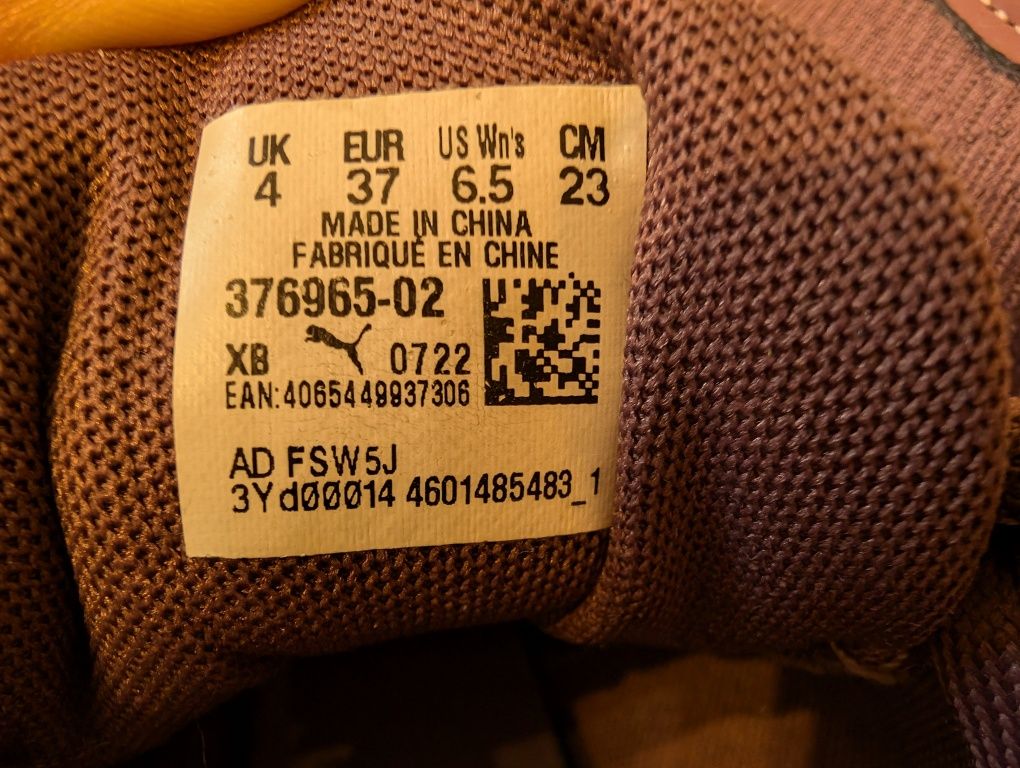 UK EUR US Wn's CM
4 37 6.5 23
MADE IN CHINA
FABRIQUÉ EN CHINE
376965-02
XB 0722
EAN:4065449937306
AD FSW5J
3Yd00014 4601485483_1